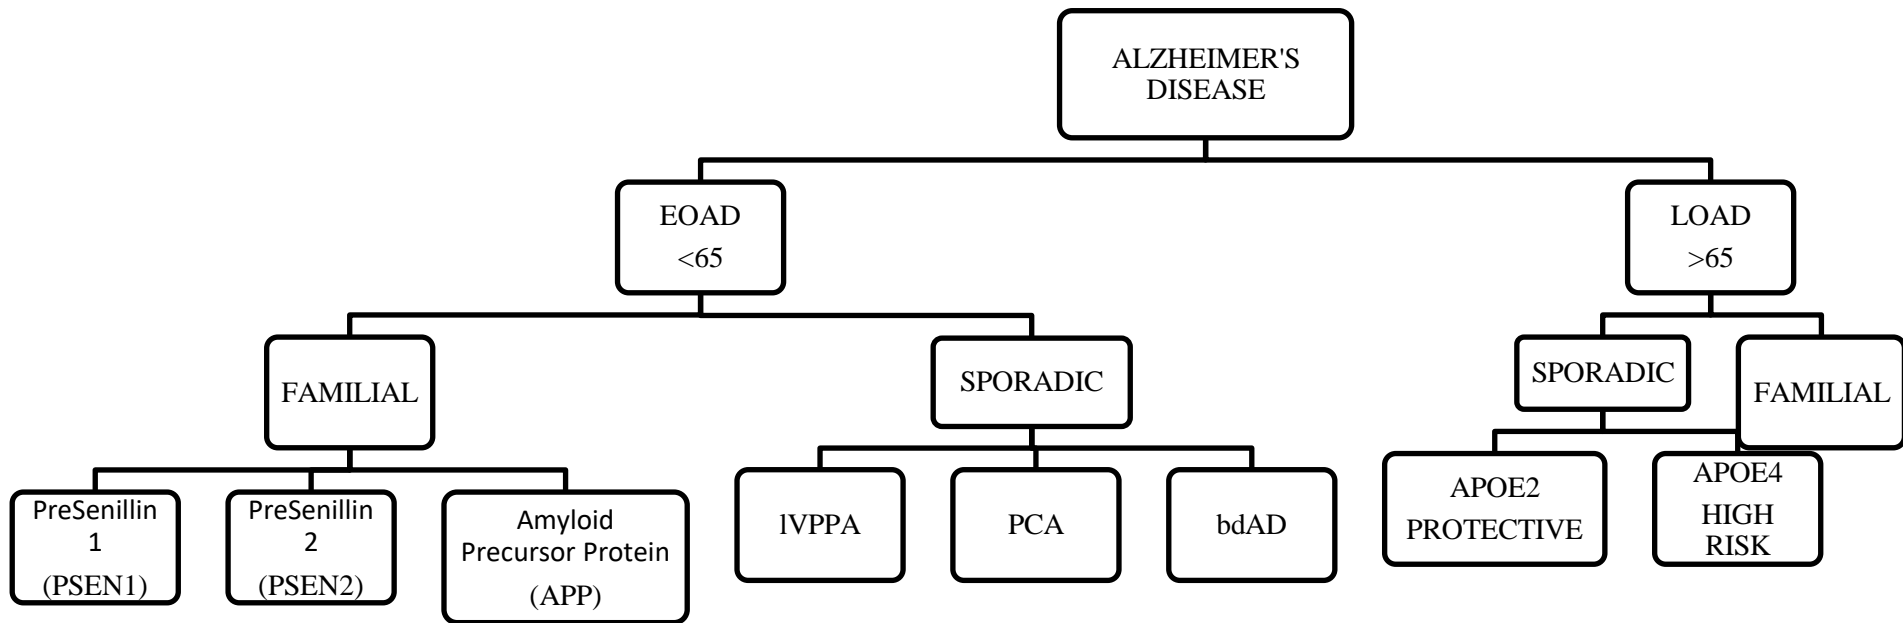 ALZHEIMER'S
DISEASE
EOAD
<65
LOAD
>65
FAMILIAL
SPORADIC
SPORADIC
FAMILIAL
PreSenillin
1
(PSEN1)
PreSenillin
2
(PSEN2)
Amyloid
Precursor Protein
(APP)
lVPPA
PCA
bdAD
APOE2
PROTECTIVE
APOE4
HIGH
RISK